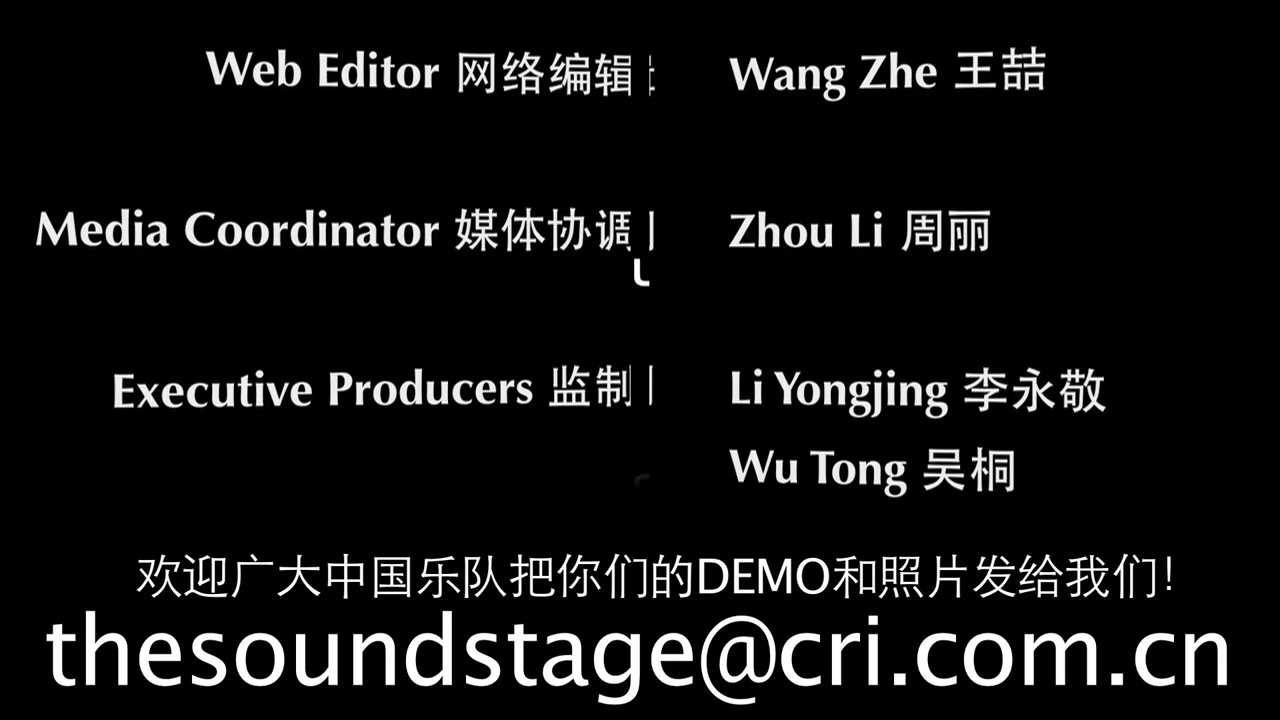 Web Editor 网络编辑 Wang Zhe 王喆
Media Coordinator 媒体协调 Zhou Li 周丽
Executive Producers 监制 Li Yongjing 李永敬
Wu Tong 吴桐
欢迎广大中国乐队把你们的DEMO和照片发给我们!
thesoundstage@cri.com.cn